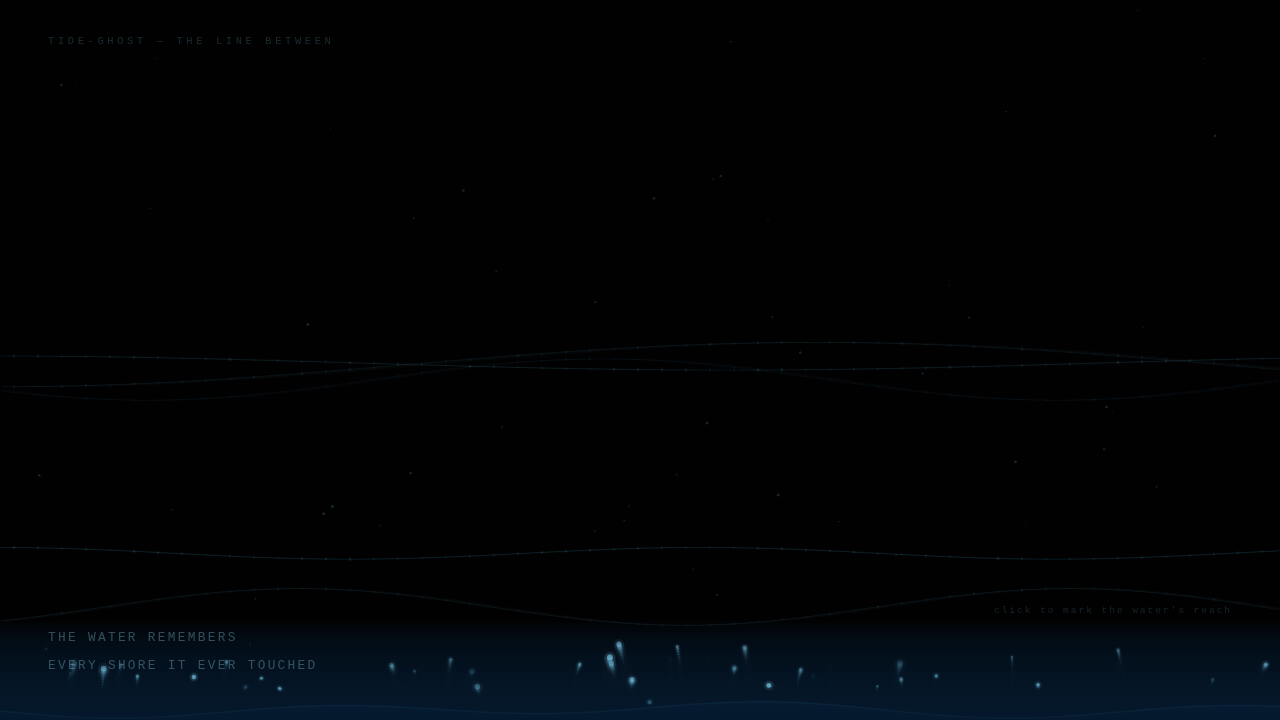 TIDE-GHOST — THE LINE BETWEEN
click to mark the water's reach
THE WATER REMEMBERS
EVERY SHORE IT EVER TOUCHED